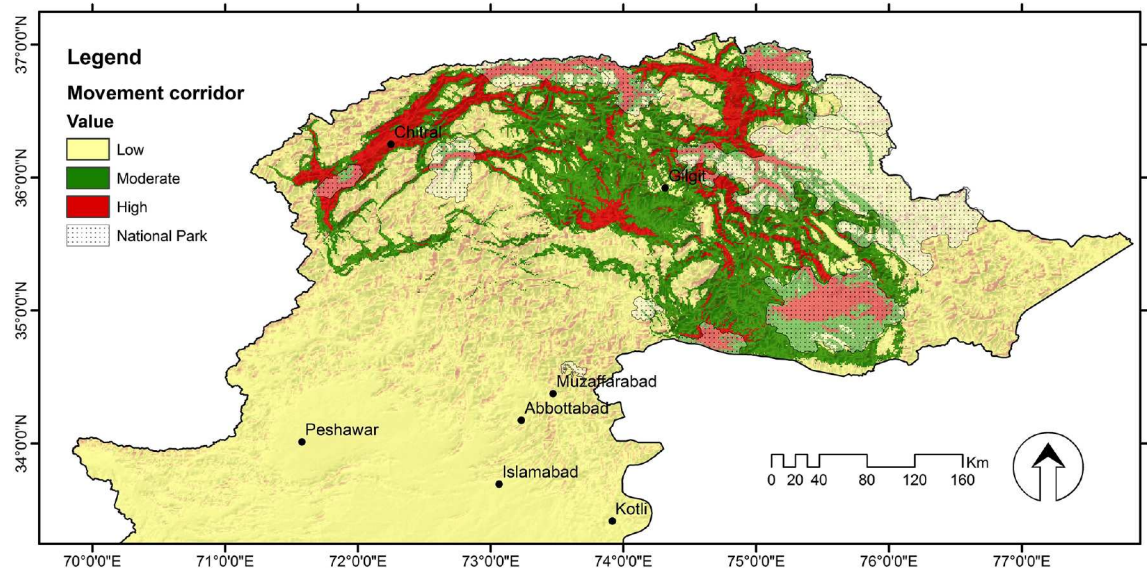 Legend
Movement corridor
Value
Low
Moderate
High
National Park
Chitral
Gilgit
Muzaffarabad
Abbottabad
Peshawar
Islamabad
Kotli
Km
0 20 40 80 120 160
37°0'0"N
36°0'0"N
35°0'0"N
34°0'0"N
70°0'0"E 71°0'0"E 72°0'0"E 73°0'0"E 74°0'0"E 75°0'0"E 76°0'0"E 77°0'0"E